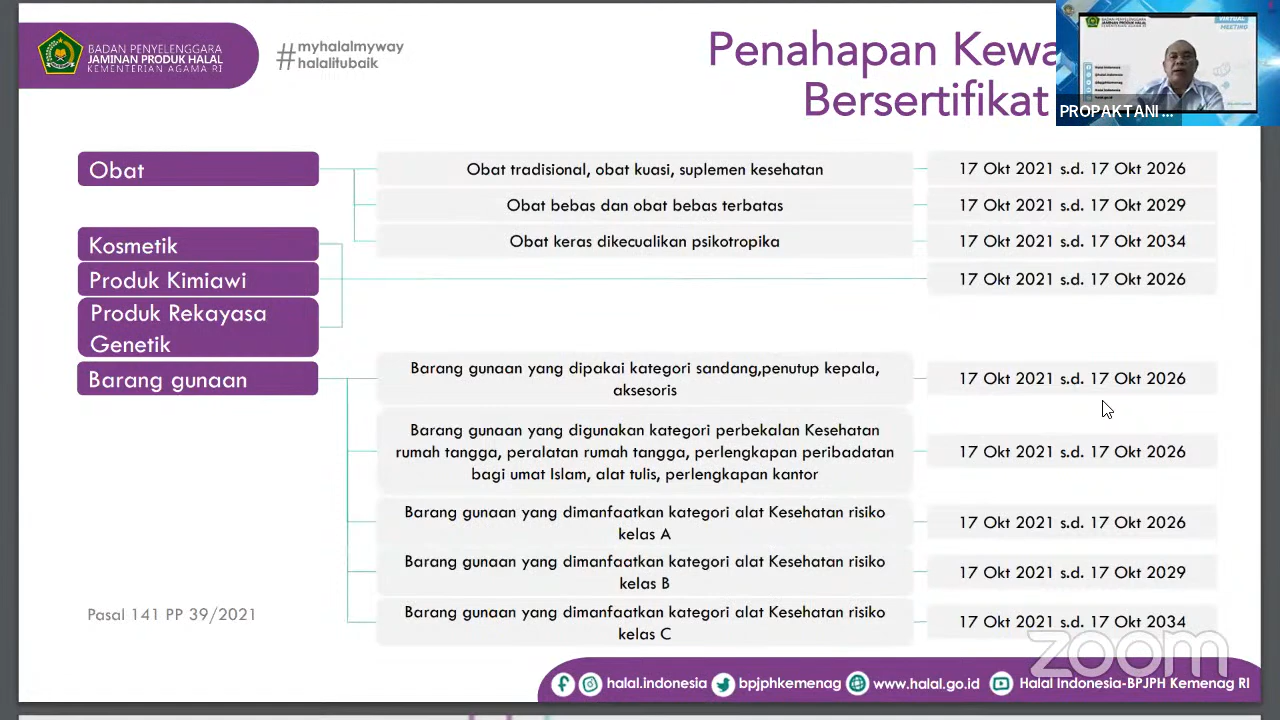 BADAN PENYELENGGARA
JAMINAN PRODUK HALAL
KEMENTERIAN AGAMA RI
#myhalalmyway
halalitubaik
Penahapan Kewa
Bersertifikat
VIRTUAL
MEETING
PROPAKTANI ...
Obat
Obat tradisional, obat kuasi, suplemen kesehatan
17 Okt 2021 s.d. 17 Okt 2026
Obat bebas dan obat bebas terbatas
17 Okt 2021 s.d. 17 Okt 2029
Obat keras dikecualikan psikotropika
17 Okt 2021 s.d. 17 Okt 2034
Kosmetik
Produk Kimiawi
Produk Rekayasa
Genetik
17 Okt 2021 s.d. 17 Okt 2026
Barang gunaan
Barang gunaan yang dipakai kategori sandang,penutup kepala,
aksesoris
17 Okt 2021 s.d. 17 Okt 2026
Barang gunaan yang digunakan kategori perbekalan Kesehatan
rumah tangga, peralatan rumah tangga, perlengkapan peribadatan
bagi umat Islam, alat tulis, perlengkapan kantor
17 Okt 2021 s.d. 17 Okt 2026
Barang gunaan yang dimanfaatkan kategori alat Kesehatan risiko
kelas A
17 Okt 2021 s.d. 17 Okt 2026
Barang gunaan yang dimanfaatkan kategori alat Kesehatan risiko
kelas B
17 Okt 2021 s.d. 17 Okt 2029
Barang gunaan yang dimanfaatkan kategori alat Kesehatan risiko
kelas C
17 Okt 2021 s.d. 17 Okt 2034
Pasal 141 PP 39/2021
zoom
halal.indonesia
bpjphkemenag
www.halal.go.id
Halal Indonesia-BPJPH Kemenag RI